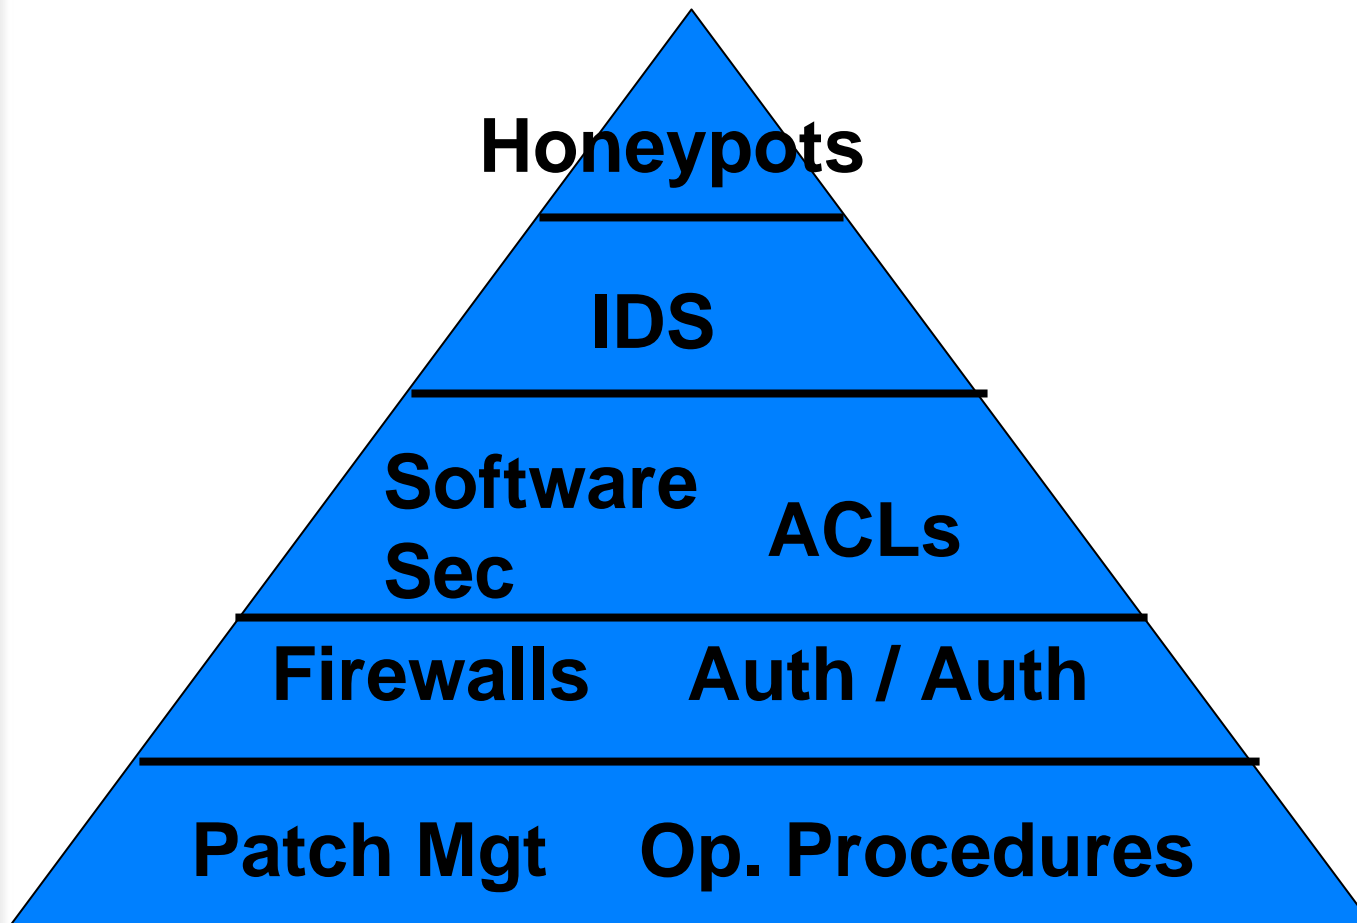 Honeypots
IDS
Software
Sec
ACLs
Firewalls
Auth / Auth
Patch Mgt
Op. Procedures